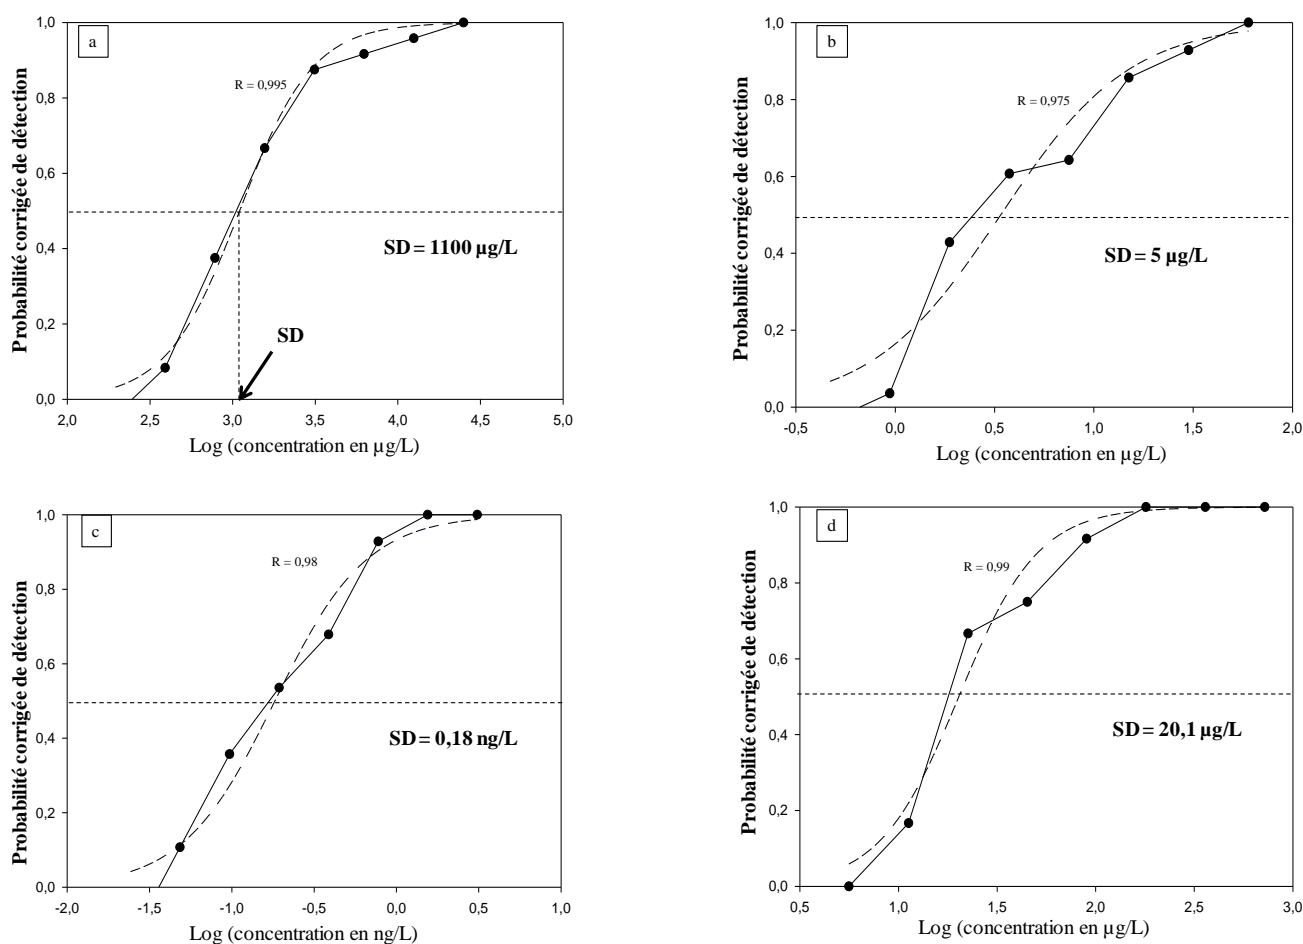 a
Probabilité corrigée de détection
1,0
0,8
0,6
0,4
0,2
0,0
R = 0,995
SD = 1100 µg/L
SD
2,0 2,5 3,0 3,5 4,0 4,5 5,0
Log (concentration en µg/L)
b
Probabilité corrigée de détection
1,0
0,8
0,6
0,4
0,2
0,0
R = 0,975
SD = 5 µg/L
-0,5 0,0 0,5 1,0 1,5 2,0
Log (concentration en µg/L)
c
Probabilité corrigée de détection
1,0
0,8
0,6
0,4
0,2
0,0
R = 0,98
SD = 0,18 ng/L
-2,0 -1,5 -1,0 -0,5 0,0 0,5 1,0
Log (concentration en ng/L)
d
Probabilité corrigée de détection
1,0
0,8
0,6
0,4
0,2
0,0
R = 0,99
SD = 20,1 µg/L
0,5 1,0 1,5 2,0 2,5 3,0
Log (concentration en µg/L)